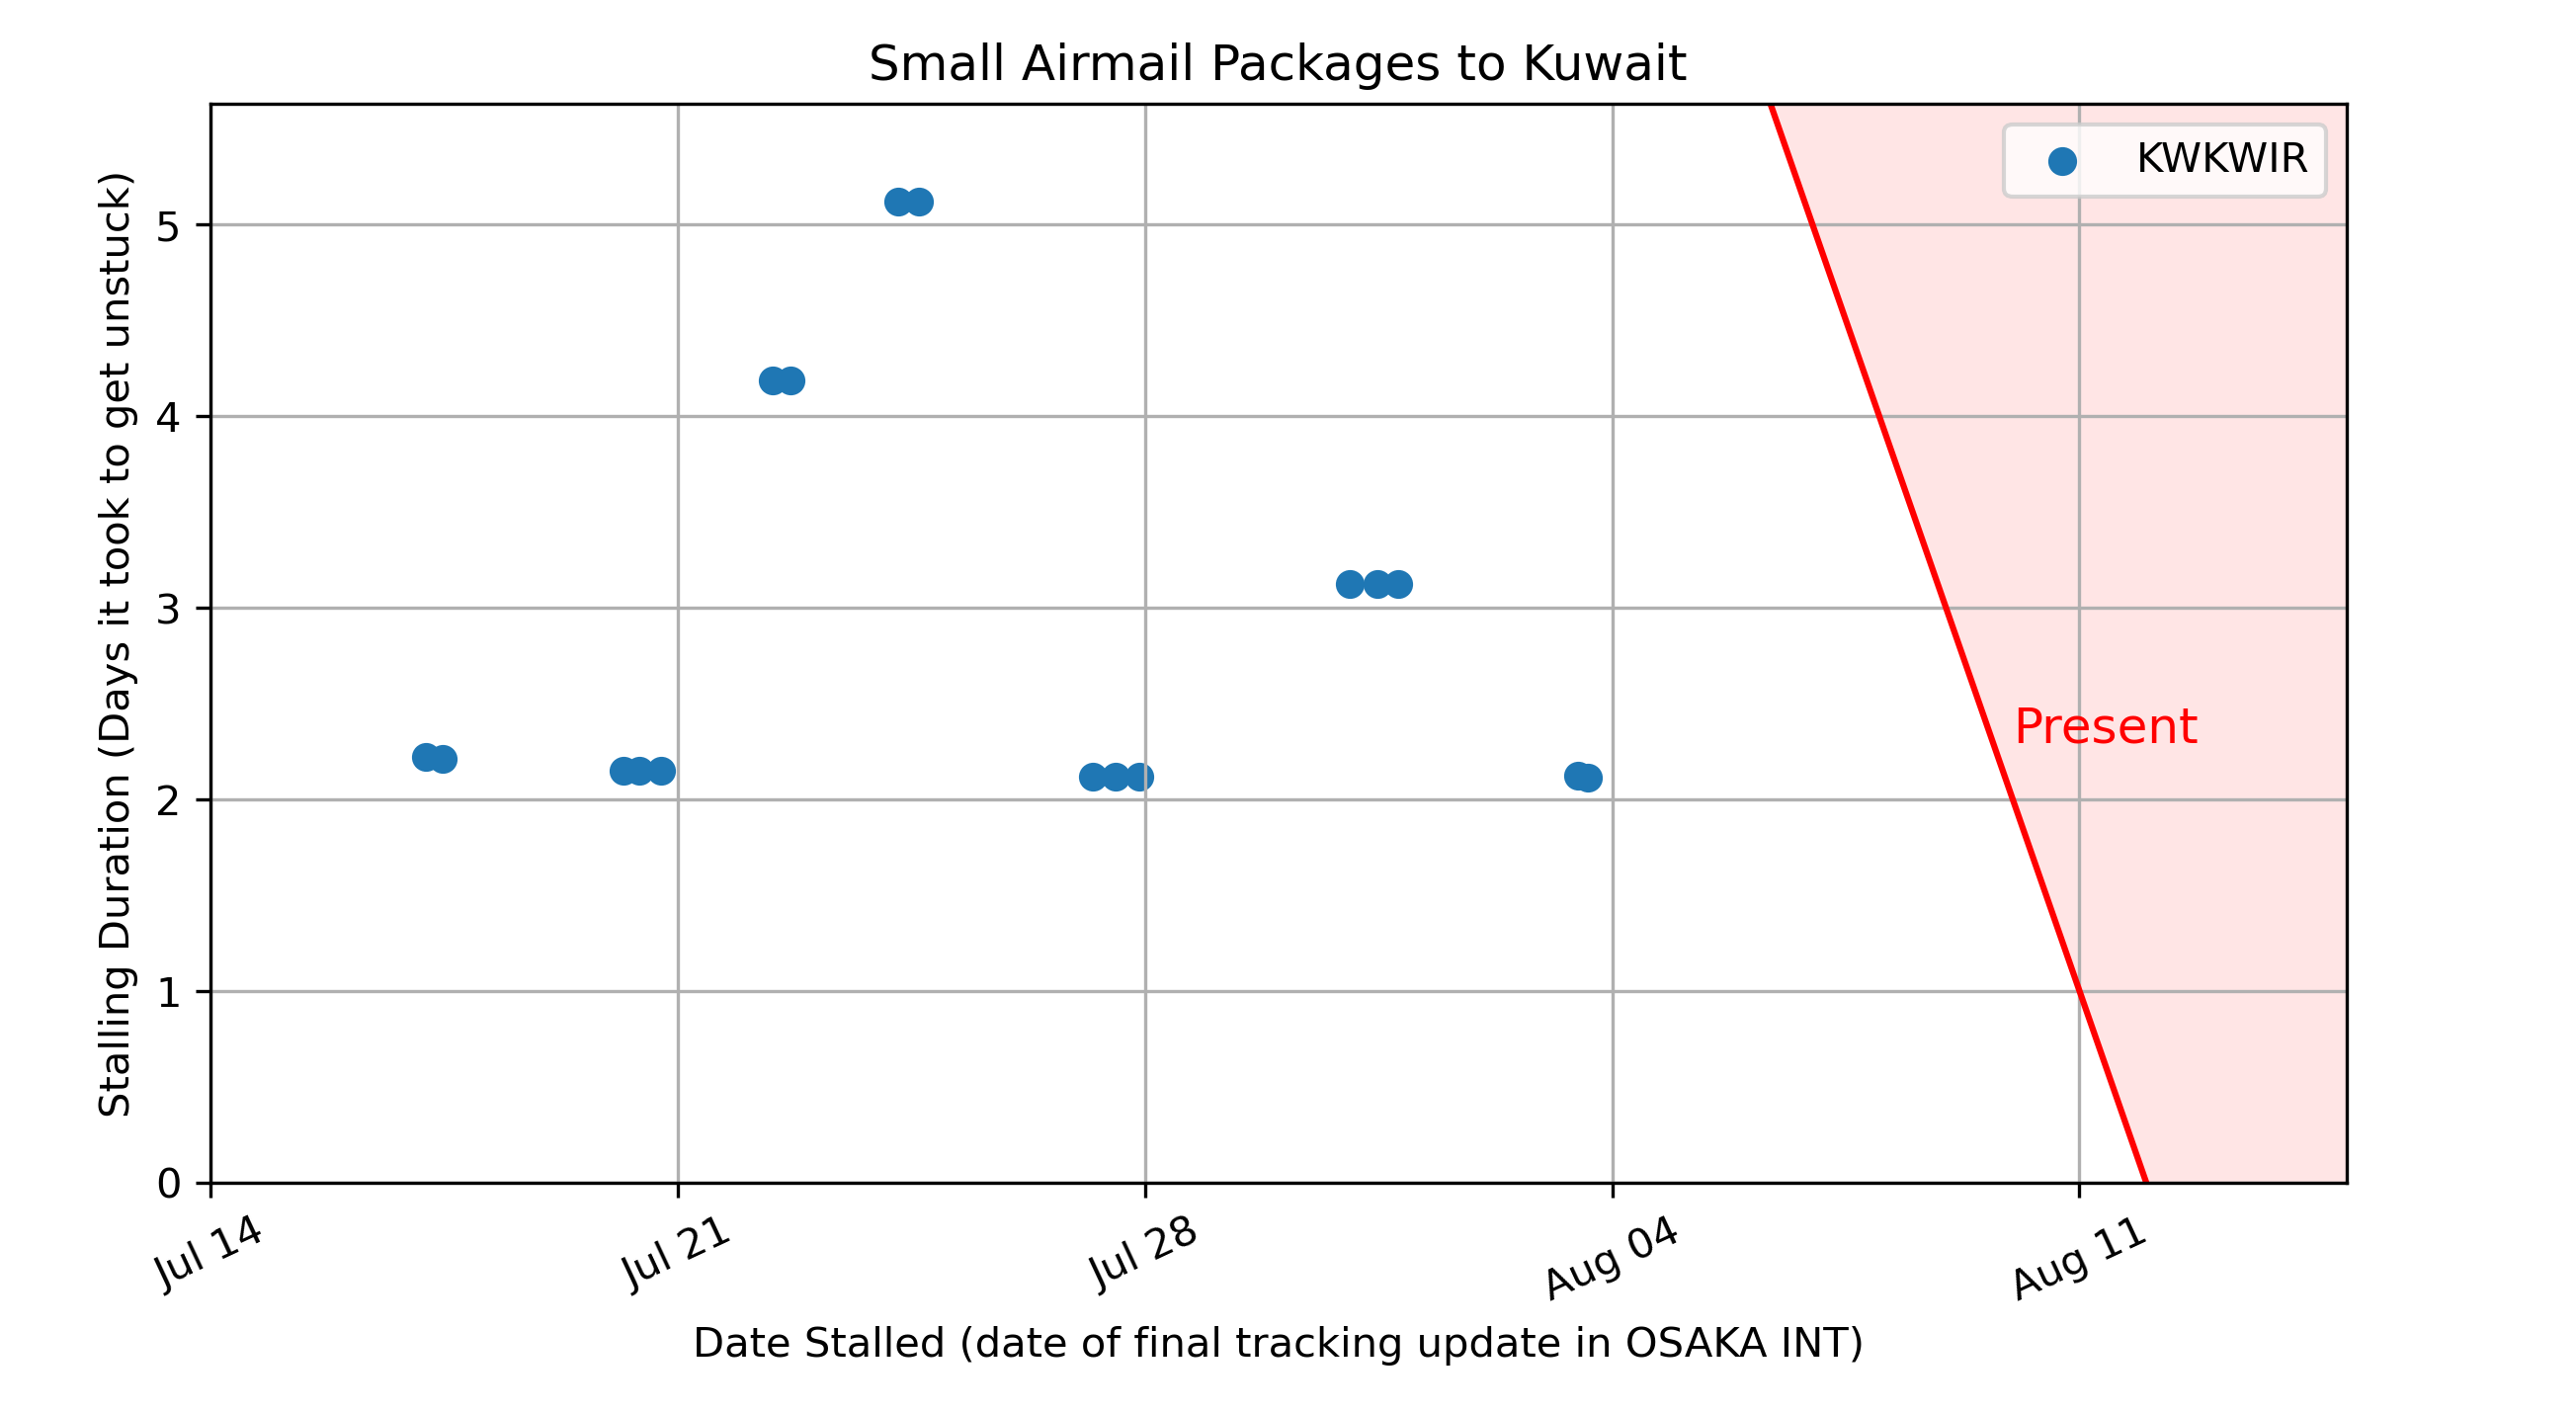 Small Airmail Packages to Kuwait
KWKWIR
Stalling Duration (Days it took to get unstuck)
5
4
3
2
1
0
Present
Jul 14
Jul 21
Jul 28
Aug 04
Aug 11
Date Stalled (date of final tracking update in OSAKA INT)